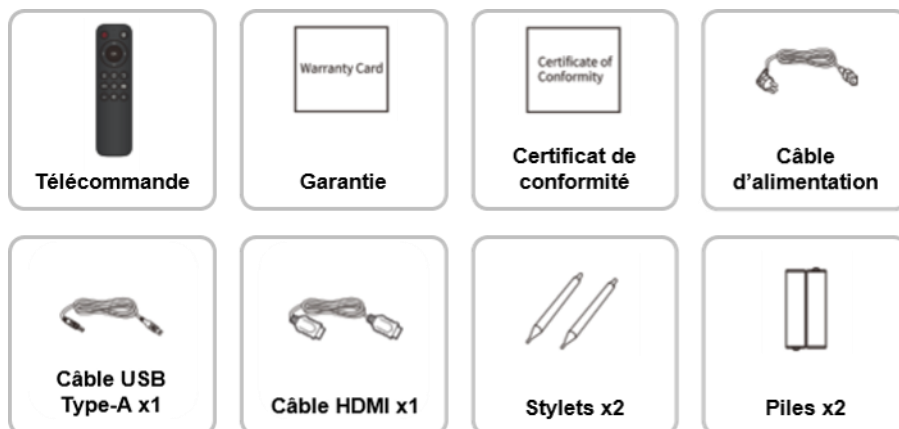 Warranty Card
Certificate of
Conformity
Télécommande
Garantie
Certificat de
conformité
Câble
d’alimentation
Câble USB
Type-A x1
Câble HDMI x1
Stylets x2
Piles x2